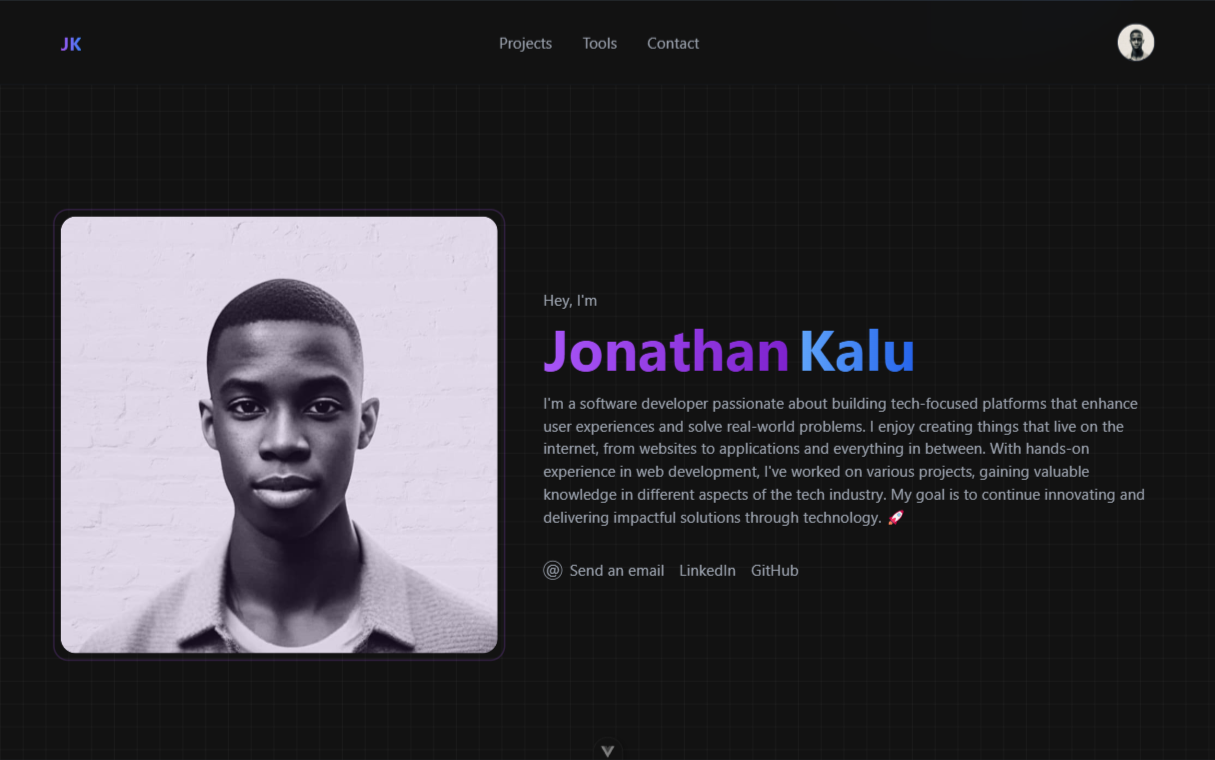 JK
Projects Tools Contact
Hey, I'm
Jonathan Kalu
I'm a software developer passionate about building tech-focused platforms that enhance
user experiences and solve real-world problems. I enjoy creating things that live on the
internet, from websites to applications and everything in between. With hands-on
experience in web development, I've worked on various projects, gaining valuable
knowledge in different aspects of the tech industry. My goal is to continue innovating and
delivering impactful solutions through technology. 🚀
@ Send an email LinkedIn GitHub